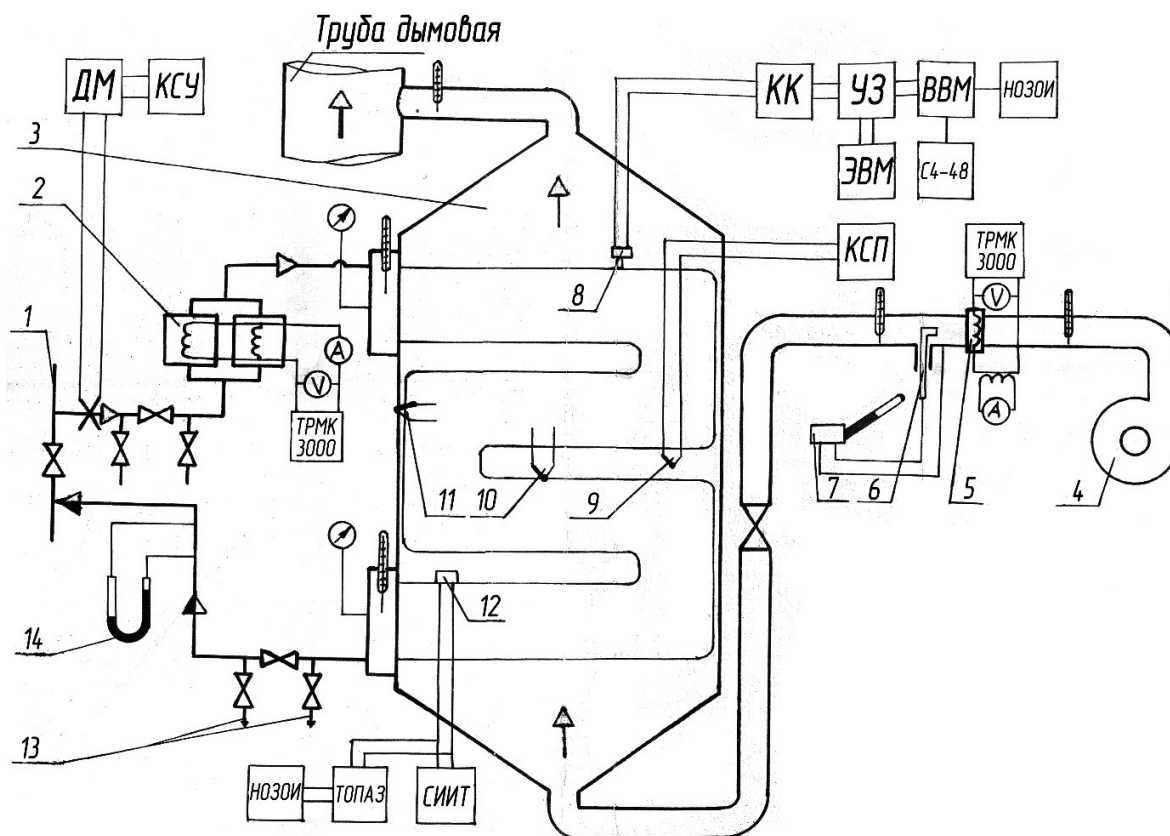 Труба дымовая
ДМ
КСУ
КК
УЗ
ВВМ
НОЗОИ
ЭВМ
С4-48
3
2
1
8
КСП
ТРМК
3000
V
A
A
V
ТРМК
3000
7
6
5
4
11
10
9
12
14
13
НОЗОИ
ТОПАЗ
СИИТ